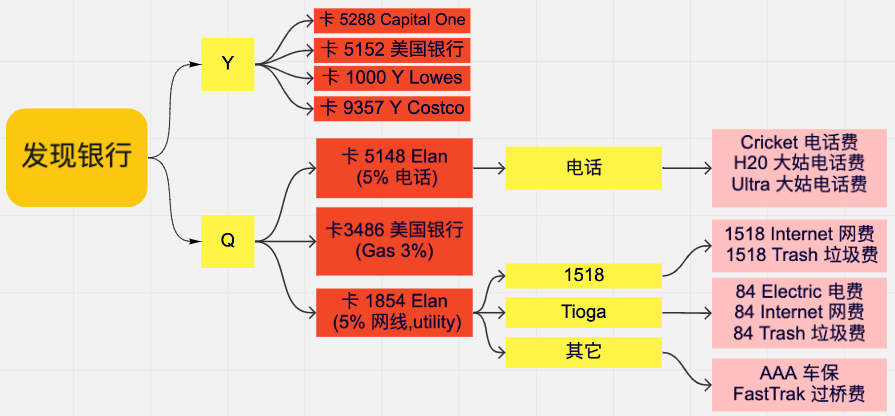 发现银行
Y
卡 5288 Capital One
卡 5152 美国银行
卡 1000 Y Lowes
卡 9357 Y Costco
Q
卡 5148 Elan
(5% 电话)
电话
Cricket 电话费
H20 大姑电话费
Ultra 大姑电话费
卡3486 美国银行
(Gas 3%)
卡 1854 Elan
(5% 网线,utility)
1518
1518 Internet 网费
1518 Trash 垃圾费
Tioga
84 Electric 电费
84 Internet 网费
84 Trash 垃圾费
其它
AAA 车保
FastTrak 过桥费